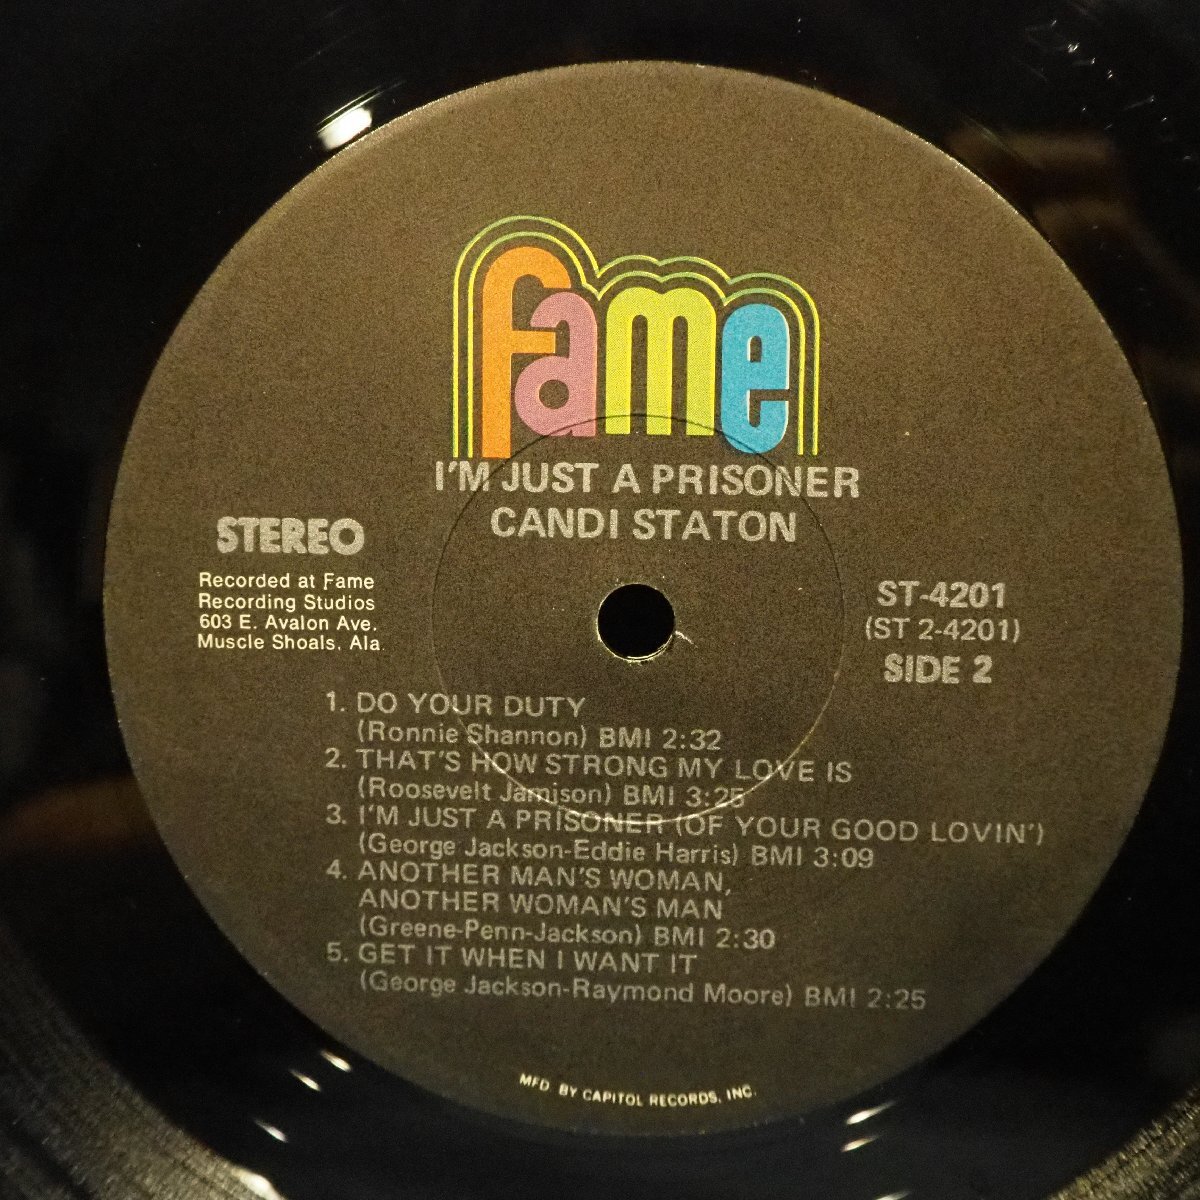 fame
I'M JUST A PRISONER
CANDI STATON
STEREO
Recorded at Fame
Recording Studios
603 E. Avalon Ave.
Muscle Shoals, Ala.
ST-4201
(ST 2-4201)
SIDE 2
1. DO YOUR DUTY
(Ronnie Shannon) BMI 2:32
2. THAT'S HOW STRONG MY LOVE IS
(Roosevelt Jamison) BMI 3:25
3. I'M JUST A PRISONER (OF YOUR GOOD LOVIN')
(George Jackson-Eddie Harris) BMI 3:09
4. ANOTHER MAN'S WOMAN,
ANOTHER WOMAN'S MAN
(Greene-Penn-Jackson) BMI 2:30
5. GET IT WHEN I WANT IT
(George Jackson-Raymond Moore) BMI 2:25
MFD BY CAPITOL RECORDS, INC.